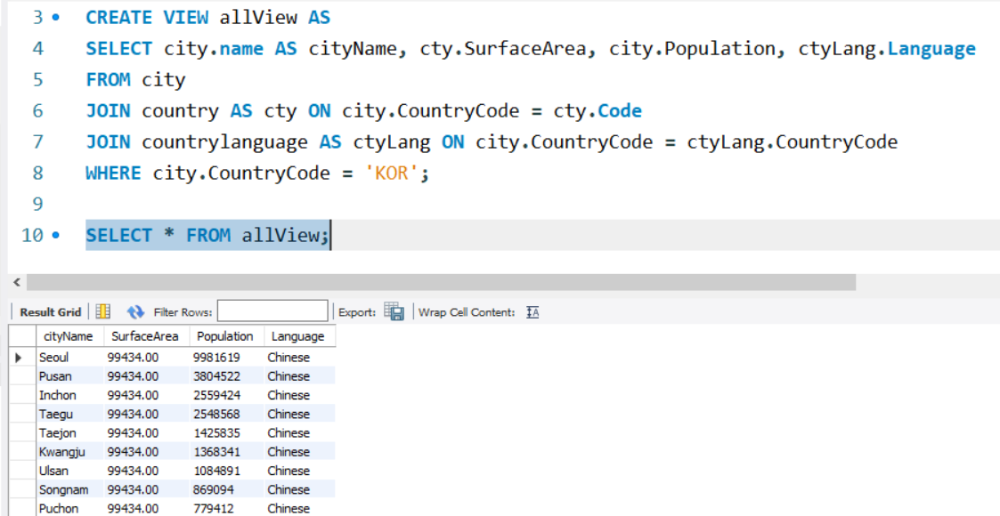 3 CREATE VIEW allView AS
4 SELECT city.name AS cityName, cty.SurfaceArea, city.Population, ctyLang.Language
5 FROM city
6 JOIN country AS cty ON city.CountryCode = cty.Code
7 JOIN countrylanguage AS ctyLang ON city.CountryCode = ctyLang.CountryCode
8 WHERE city.CountryCode = 'KOR';
9
10 SELECT * FROM allView;
Result Grid Filter Rows: Export: Wrap Cell Content: IA
cityName SurfaceArea Population Language
Seoul 99434.00 9981619 Chinese
Pusan 99434.00 3804522 Chinese
Inchon 99434.00 2559424 Chinese
Taegu 99434.00 2548568 Chinese
Taejon 99434.00 1425835 Chinese
Kwangju 99434.00 1368341 Chinese
Ulsan 99434.00 1084891 Chinese
Songnam 99434.00 869094 Chinese
Puchon 99434.00 779412 Chinese